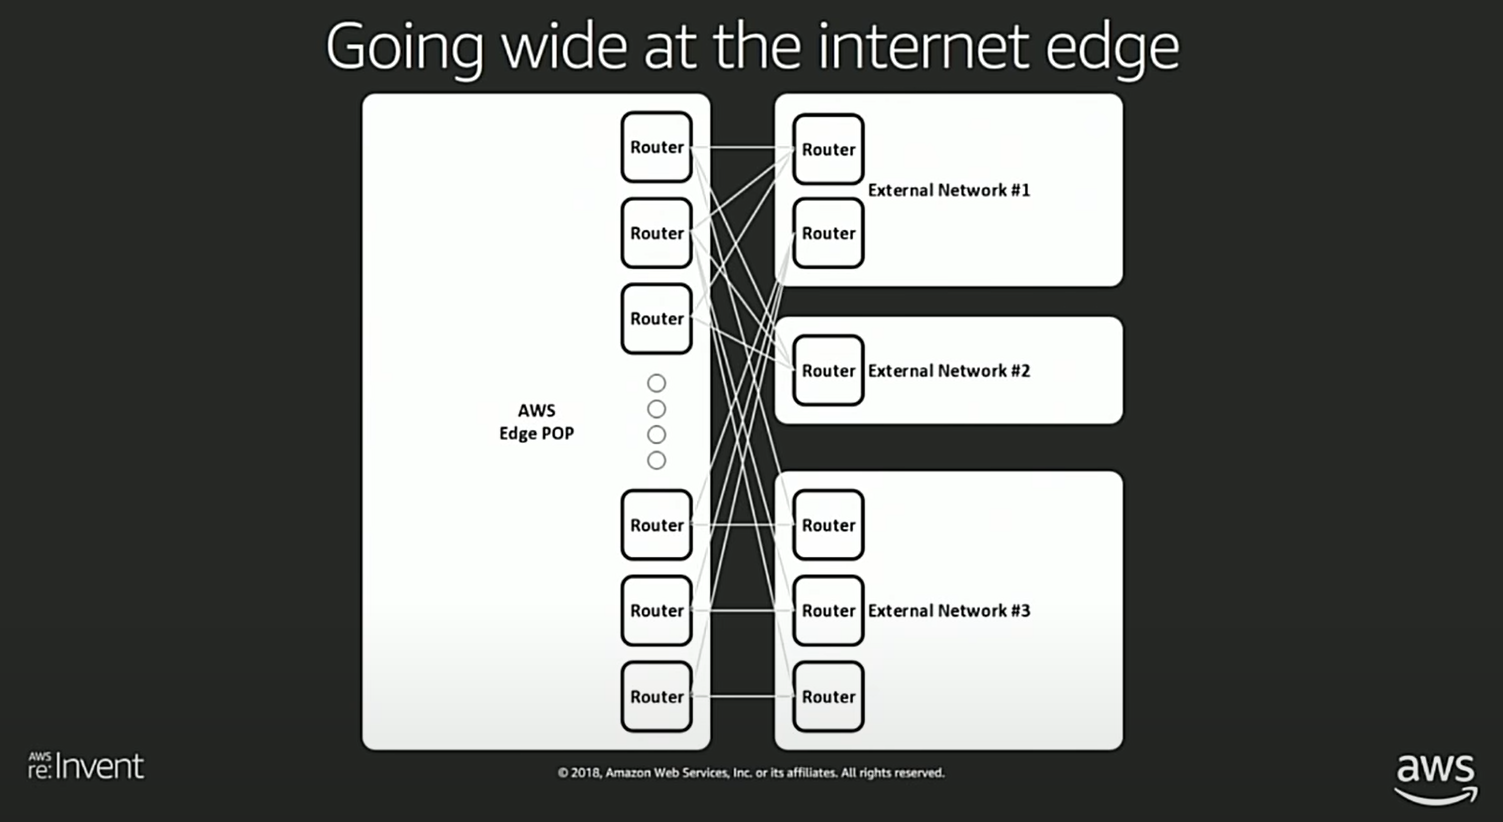 Going wide at the internet edge
Router
Router
Router
AWS
Edge POP
Router
Router
Router
Router
External Network #1
Router
Router
External Network #2
Router
Router
External Network #3
Router
AWS
re:Invent
© 2018, Amazon Web Services, Inc. or its affiliates. All rights reserved.
aws